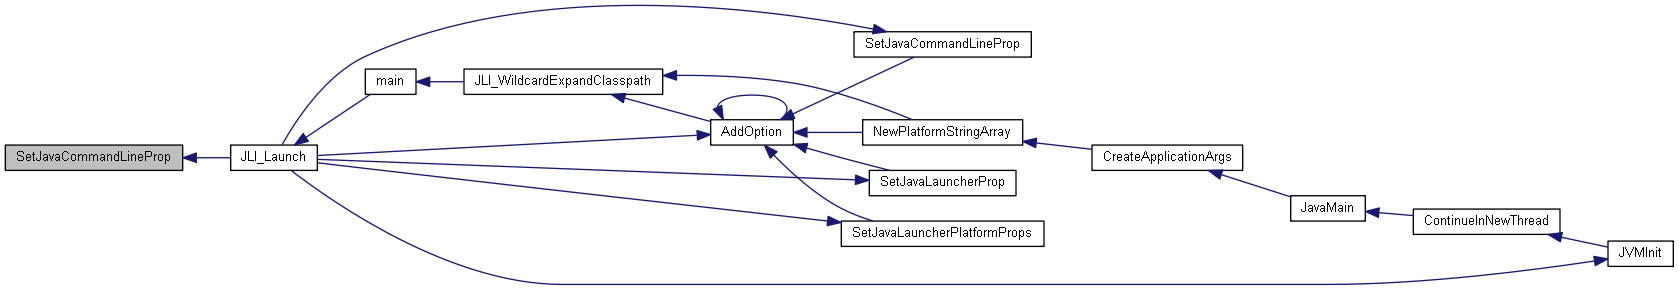 SetJavaCommandLineProp
JLI_Launch
main
JLI_WildcardExpandClasspath
AddOption
SetJavaCommandLineProp
NewPlatformStringArray
SetJavaLauncherProp
SetJavaLauncherPlatformProps
CreateApplicationArgs
JavaMain
ContinueInNewThread
JVMInit